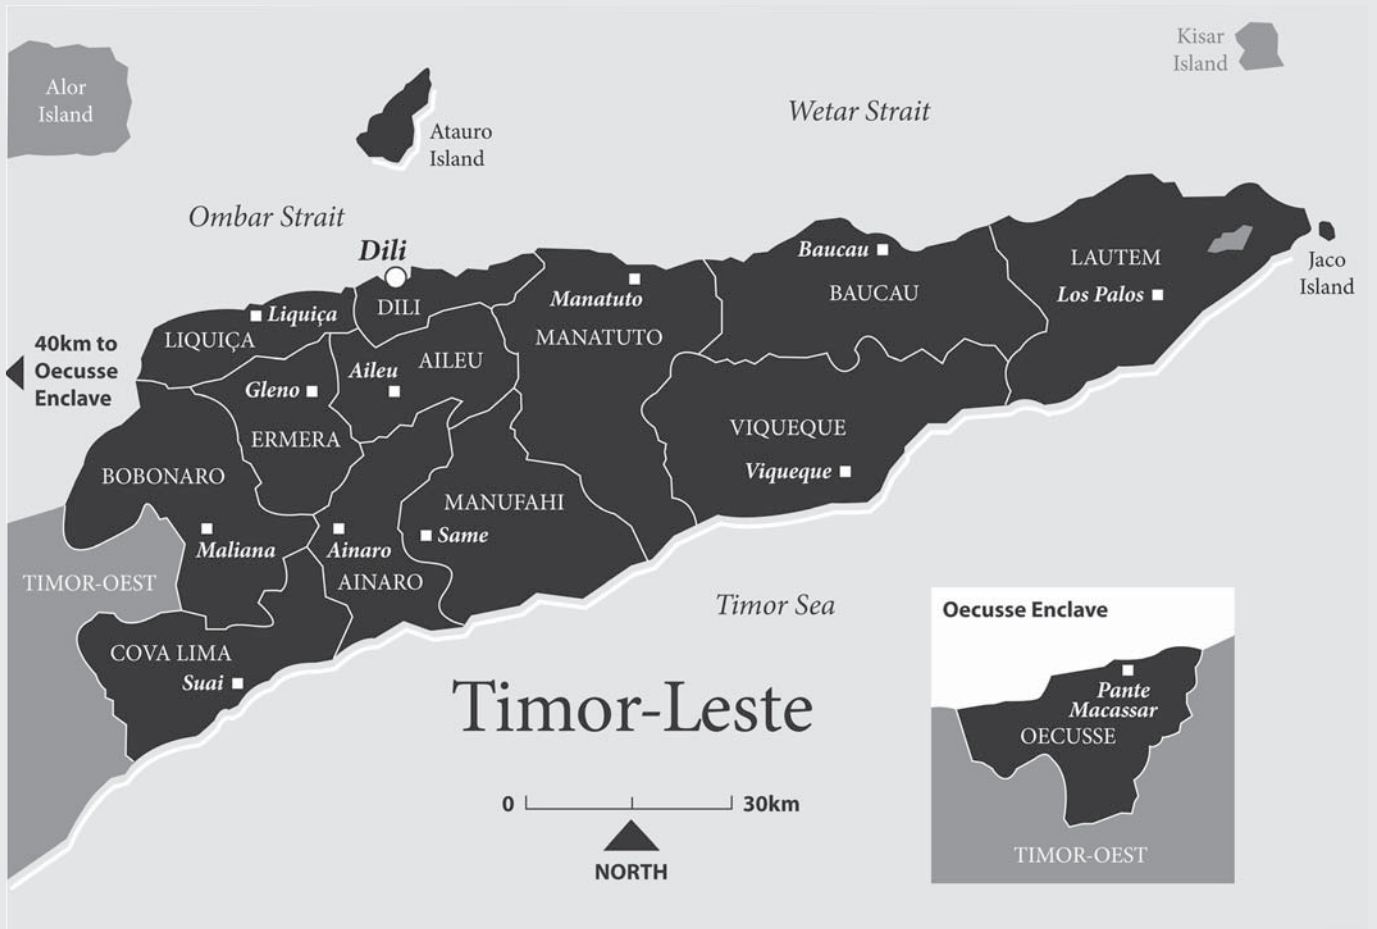 Kisar
Island
Alor
Island
Wetar Strait
Atauro
Island
Ombar Strait
Dili
Baucau
LAUTEM
Jaco
Island
Los Palos
BAUCAU
Manatuto
DILI
Liquiça
MANATUTO
LIQUIÇA
40km to
Oecusse
Enclave
AILEU
Aileu
Gleno
VIQUEQUE
ERMERA
Viqueque
BOBONARO
MANUFAHI
Same
Maliana
Ainaro
AINARO
TIMOR-OEST
Timor Sea
COVA LIMA
Suai
Timor-Leste
0 30km
NORTH
Oecusse Enclave
Pante
Macassar
OECUSSE
TIMOR-OEST